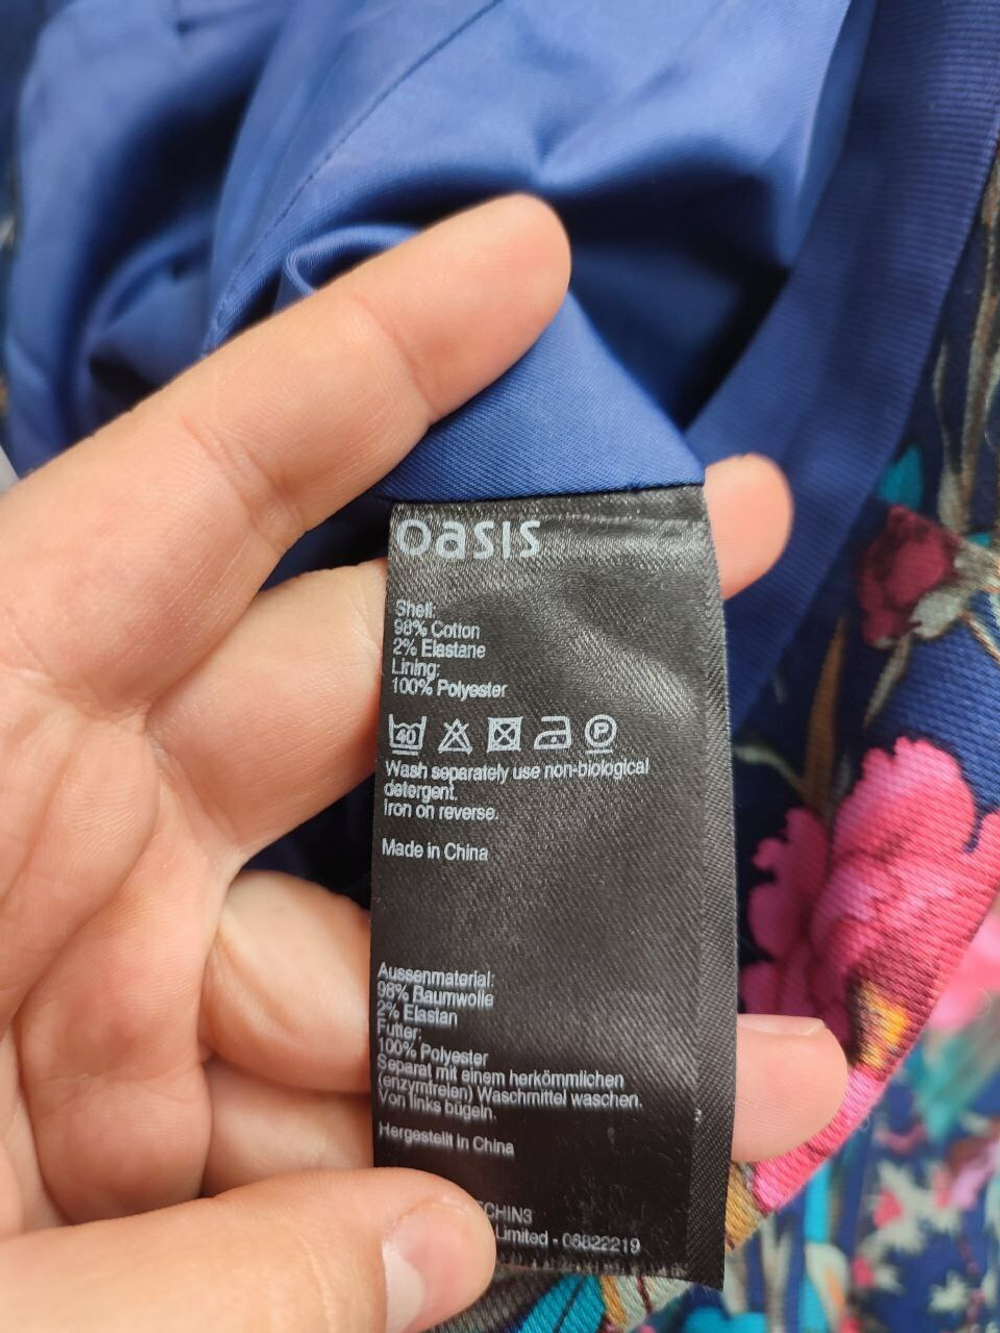 oasis
Shell:
98% Cotton
2% Elastane
Lining:
100% Polyester
40
P
Wash separately use non-biological
detergent.
Iron on reverse.
Made in China
Aussenmaterial:
98% Baumwolle
2% Elastan
Futter:
100% Polyester
Separat mit einem herkömmlichen
(enzymfreien) Waschmittel waschen.
Von links bügeln.
Hergestellt in China
CHINS
Limited - 06822219